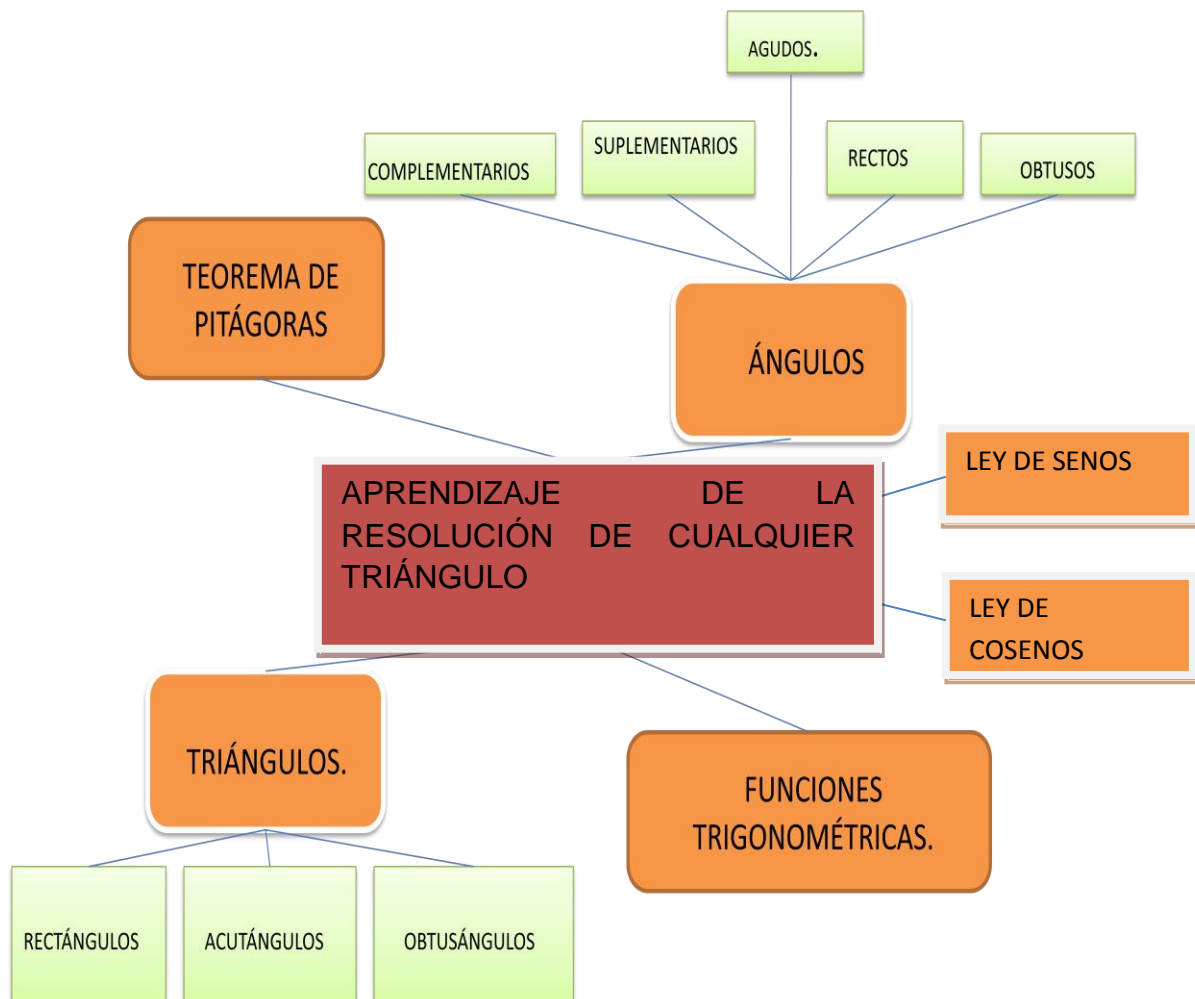 AGUDOS.
COMPLEMENTARIOS
SUPLEMENTARIOS
RECTOS
OBTUSOS
TEOREMA DE
PITÁGORAS
ÁNGULOS
APRENDIZAJE DE LA
RESOLUCIÓN DE CUALQUIER
TRIÁNGULO
LEY DE SENOS
LEY DE
COSENOS
TRIÁNGULOS.
FUNCIONES
TRIGONOMÉTRICAS.
RECTÁNGULOS
ACUTÁNGULOS
OBTUSÁNGULOS